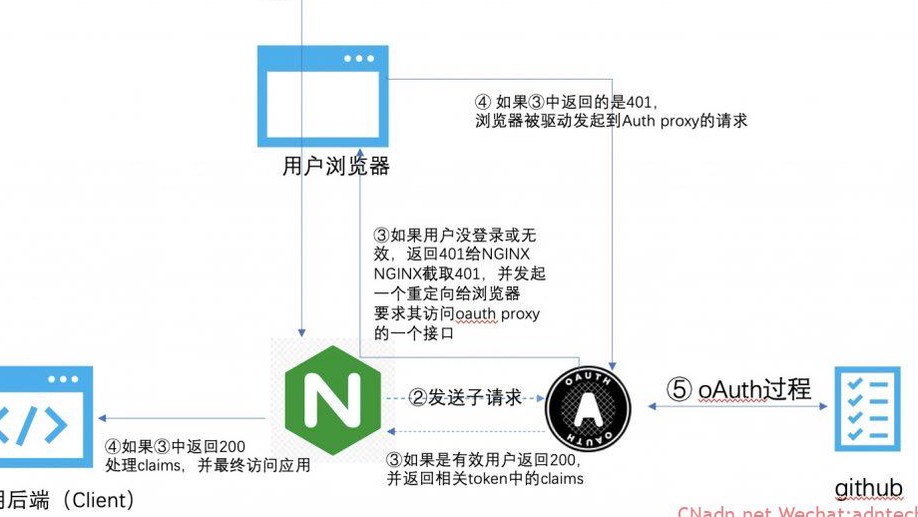 ④ 如果③中返回的是401，
浏览器被驱动发起到Auth proxy的请求
用户浏览器
③如果用户没登录或无
效，返回401给NGINX
NGINX截取401，并发起
一个重定向给浏览器
要求其访问oauth proxy
的一个接口
N
②发送子请求
OAUTH
A
OAUTH
⑤ oAuth过程
</>
④如果③中返回200
处理claims，并最终访问应用
③如果是有效用户返回200，
并返回相关token中的claims
用后端（Client）
github
CNadn.net Wechat:adntech